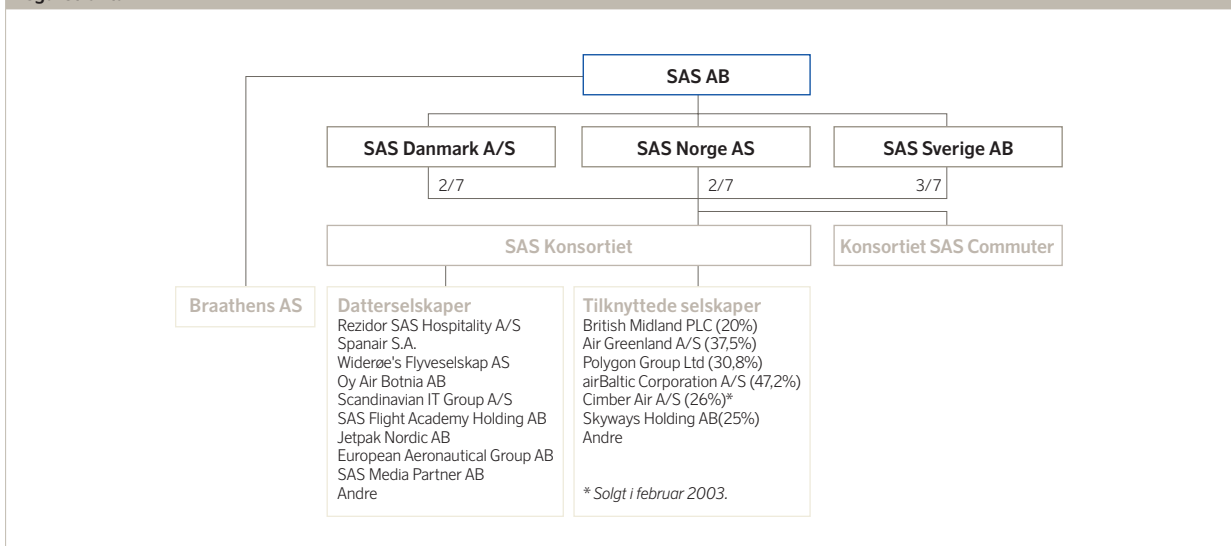 SAS AB
SAS Danmark A/S
SAS Norge AS
SAS Sverige AB
2/7
2/7
3/7
SAS Konsortiet
Konsortiet SAS Commuter
Braathens AS
Datterselskaper
Rezidor SAS Hospitality A/S
Spanair S.A.
Widerøe's Flyveselskap AS
Oy Air Botnia AB
Scandinavian IT Group A/S
SAS Flight Academy Holding AB
Jetpak Nordic AB
European Aeronautical Group AB
SAS Media Partner AB
Andre
Tilknyttede selskaper
British Midland PLC (20%)
Air Greenland A/S (37,5%)
Polygon Group Ltd (30,8%)
airBaltic Corporation A/S (47,2%)
Cimber Air A/S (26%)*
Skyways Holding AB(25%)
Andre
* Solgt i februar 2003.